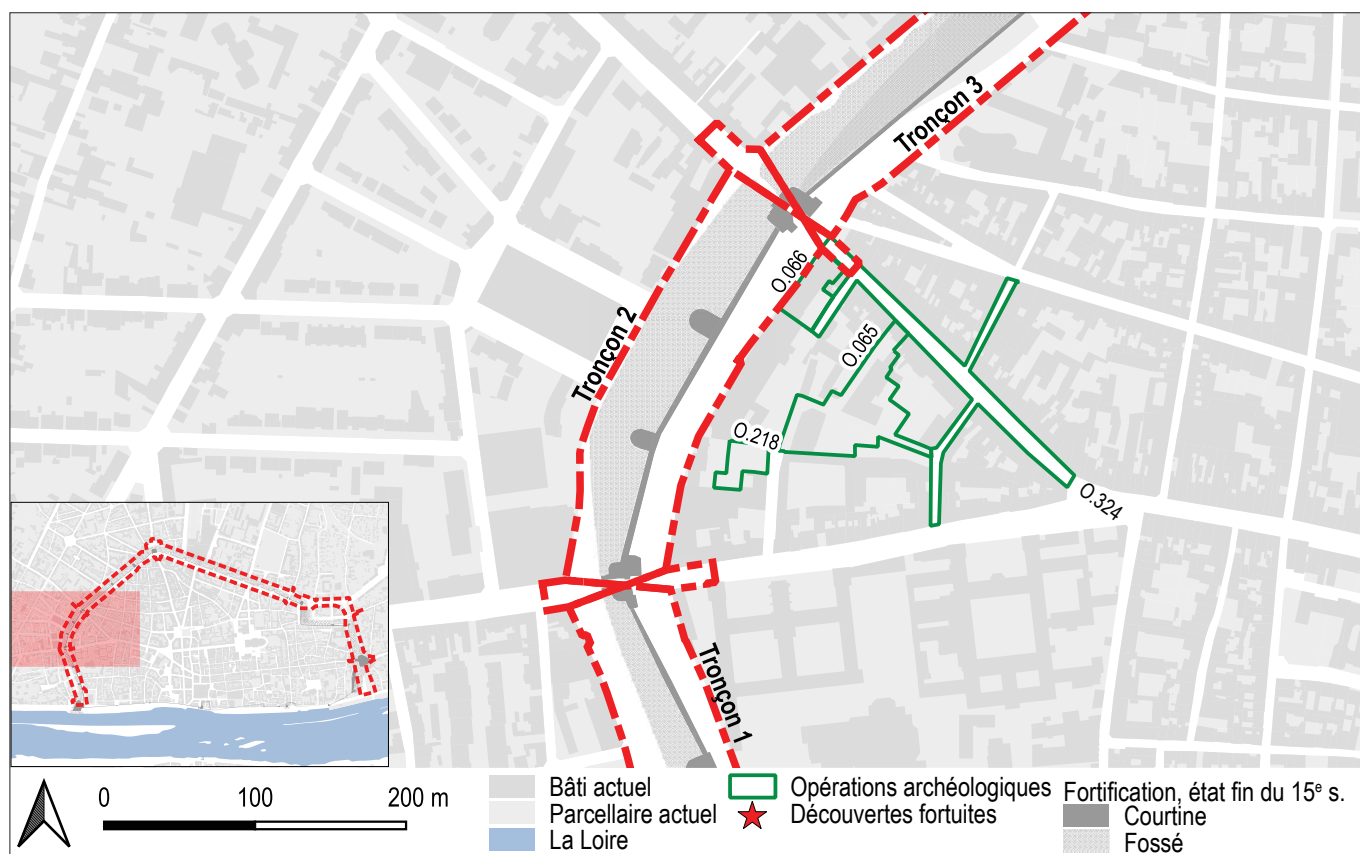 Tronçon 3
O.066
Tronçon 2
O.065
O.218
O.324
Tronçon 1
0 100 200 m
Bâti actuel
Parcellaire actuel
La Loire
Opérations archéologiques
Découvertes fortuites
Fortification, état fin du 15e s.
Courtine
Fossé